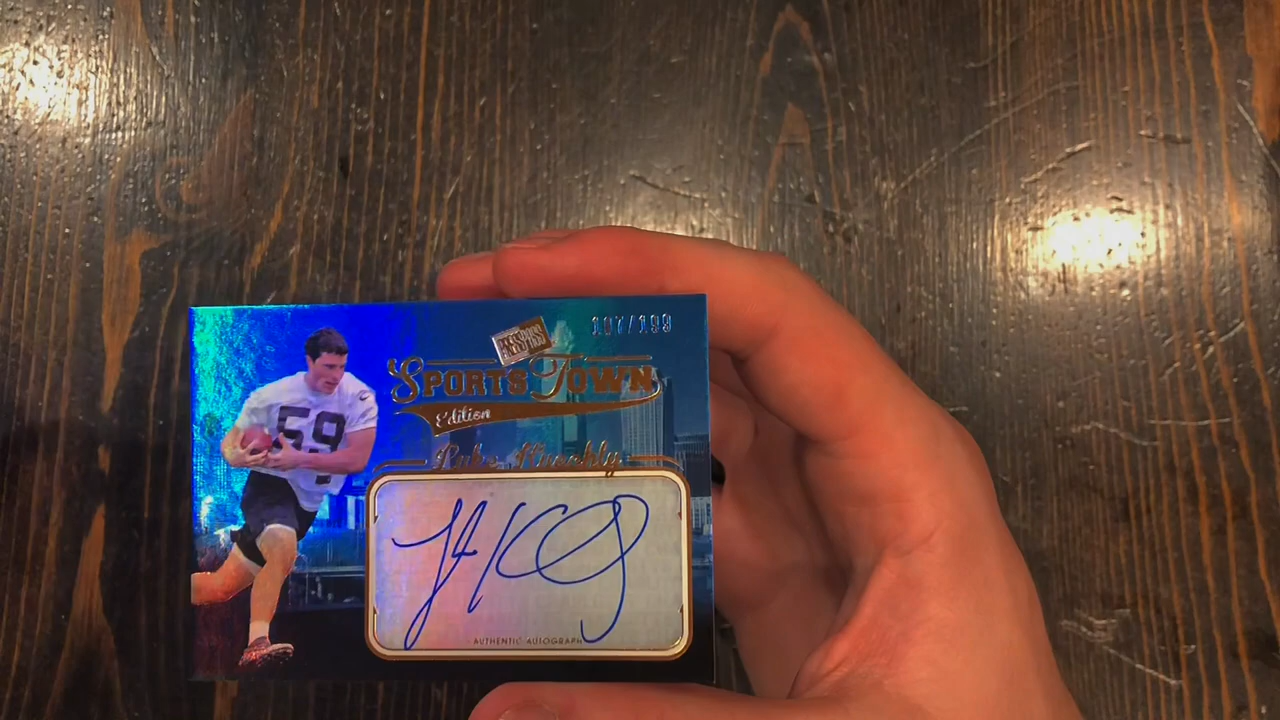 107/199
PRESS PASS
SPORTS TOWN
Edition
Luke Kuechly
59
AUTHENTIC AUTOGRAPH